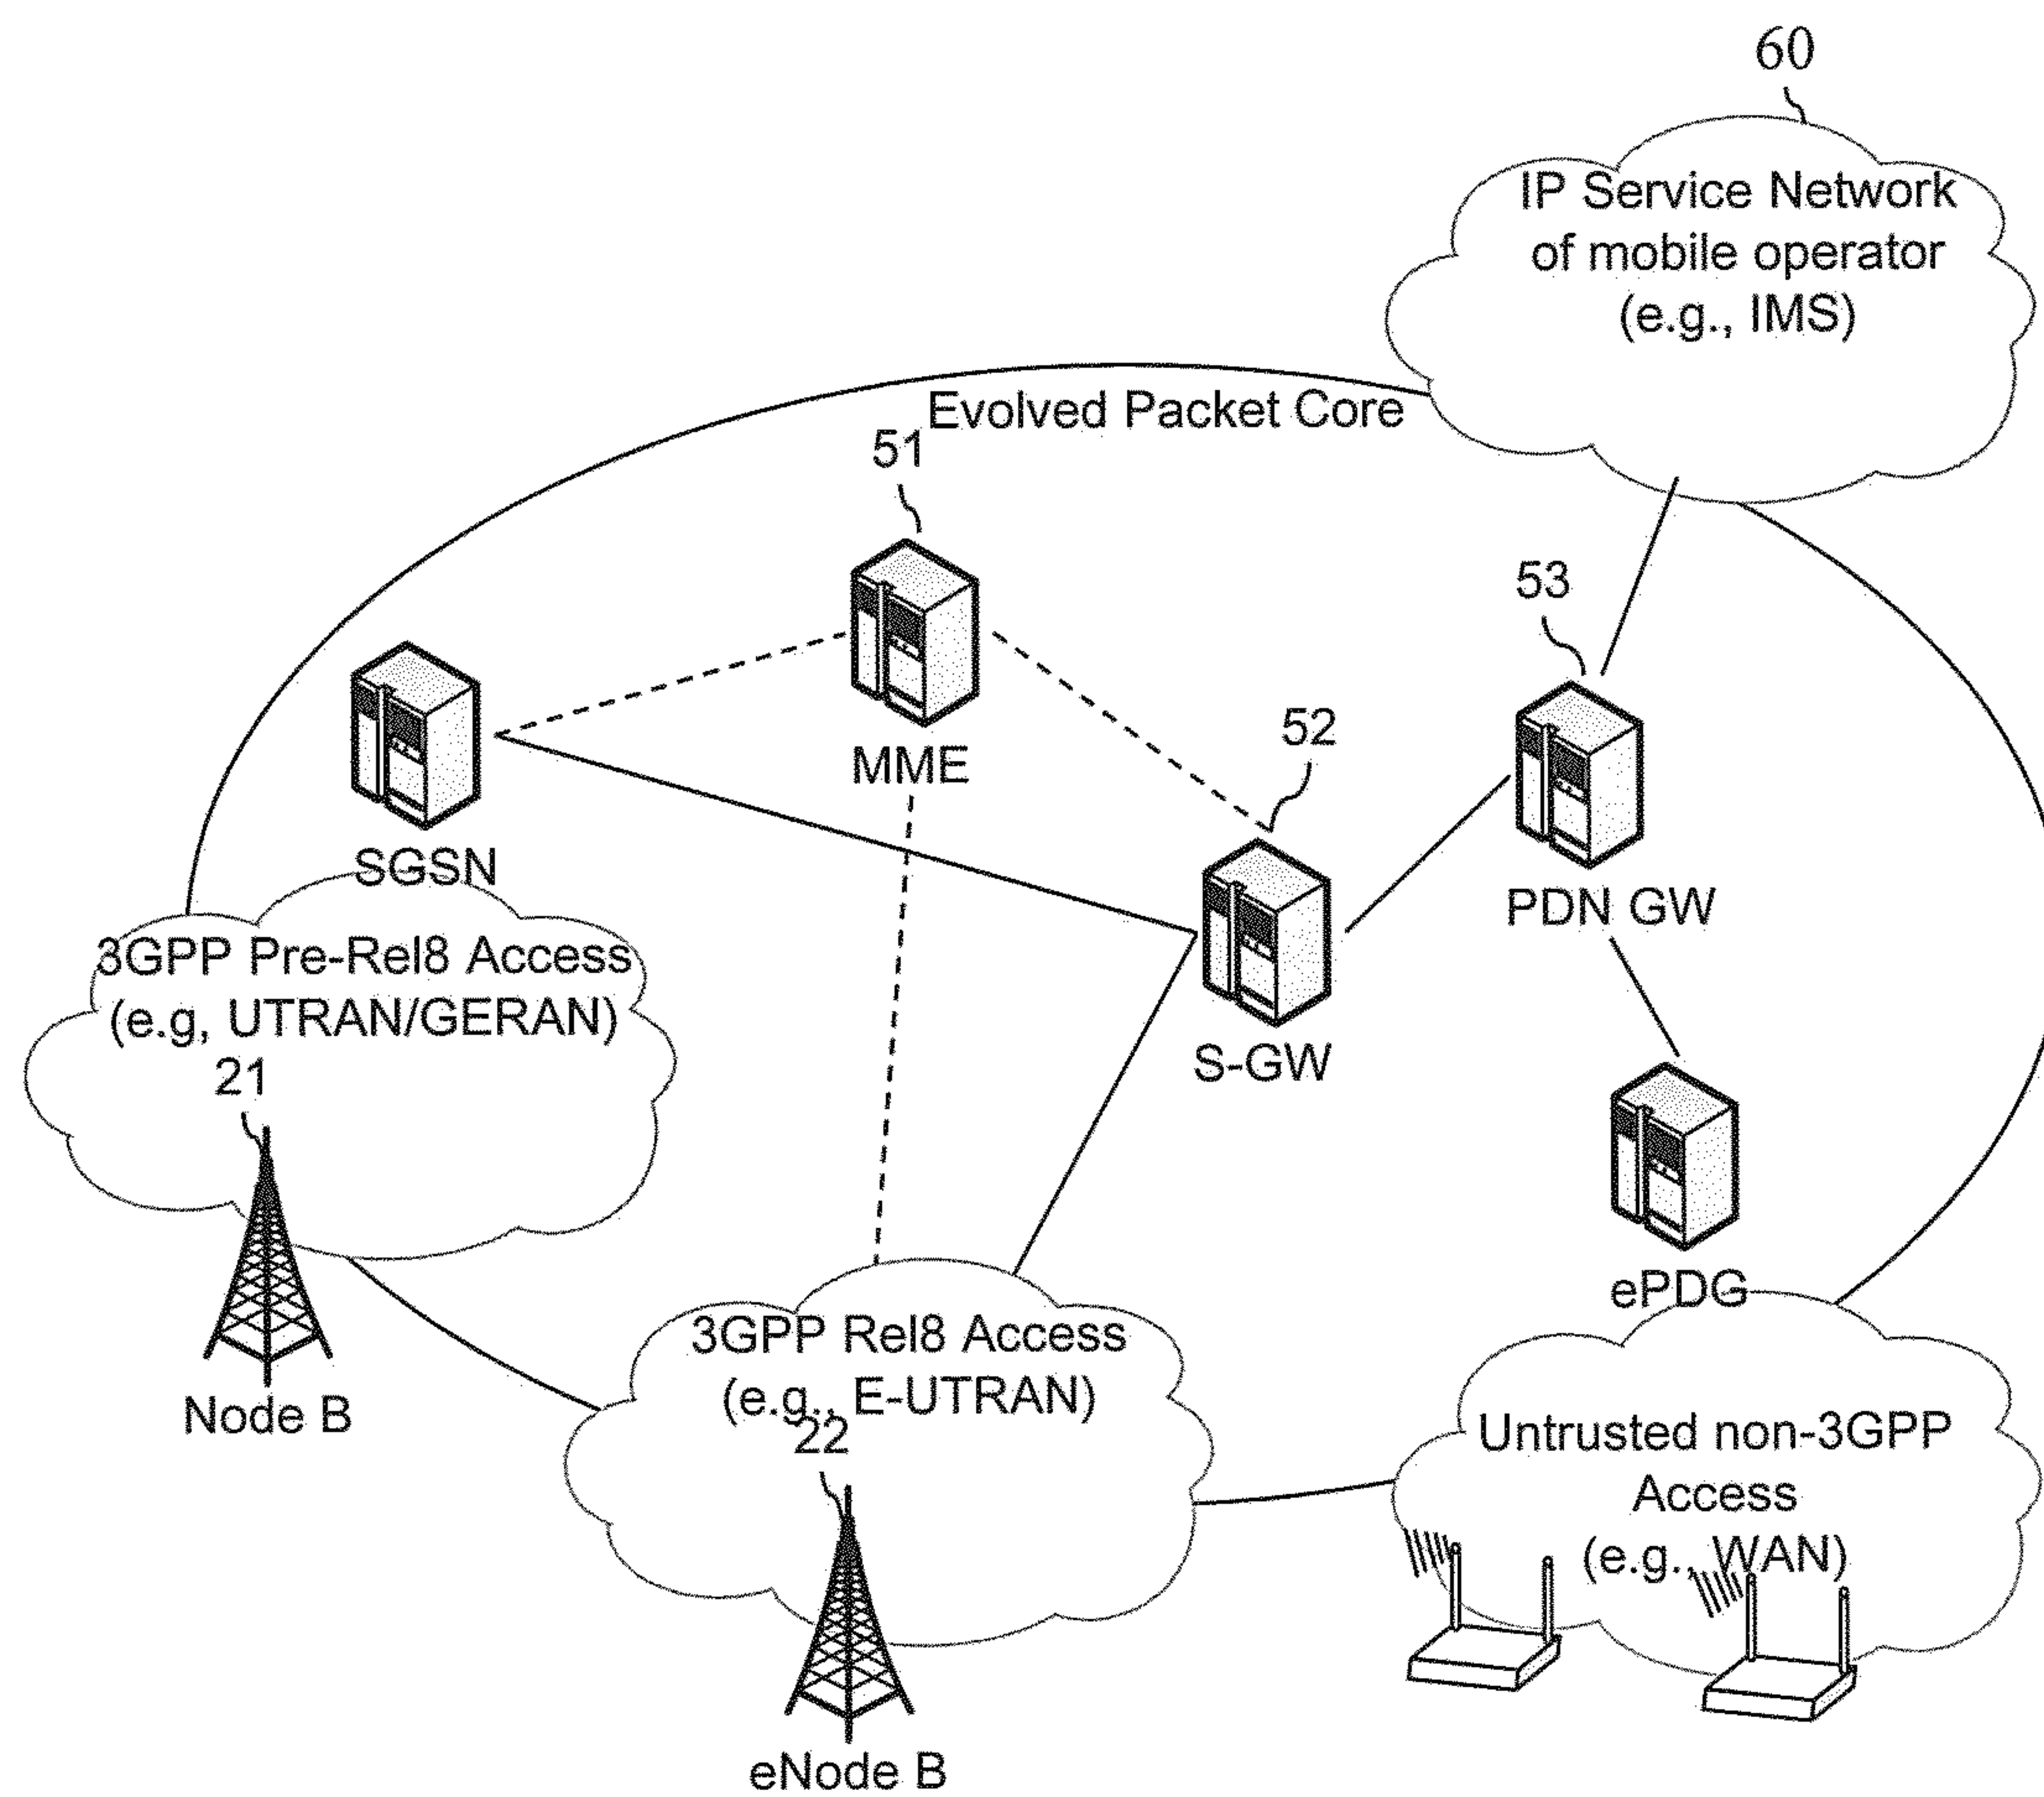 60
IP Service Network
of mobile operator
(e.g., IMS)
Evolved Packet Core
51
53
52
MME
SGSN
PDN GW
3GPP Pre-Rel8 Access
(e.g, UTRAN/GERAN)
21
S-GW
ePDG
3GPP Rel8 Access
(e.g., E-UTRAN)
22
Node B
Untrusted non-3GPP
Access
(e.g., WAN)
eNode B